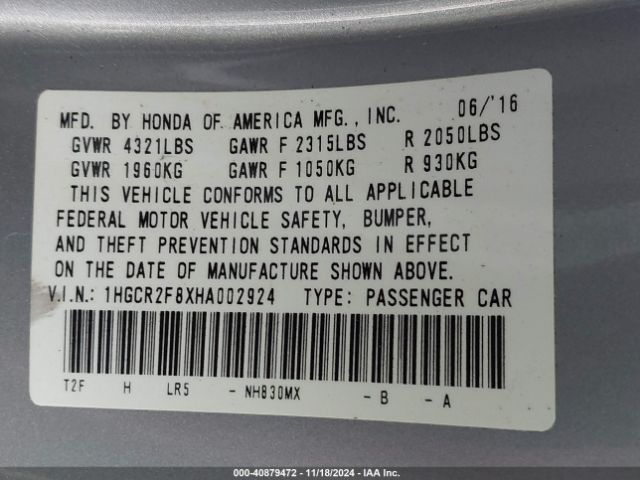 MFD. BY HONDA OF AMERICA MFG., INC. 06/'16
GVWR 4321LBS GAWR F 2315LBS R 2050LBS
GVWR 1960KG GAWR F 1050KG R 930KG
THIS VEHICLE CONFORMS TO ALL APPLICABLE
FEDERAL MOTOR VEHICLE SAFETY, BUMPER,
AND THEFT PREVENTION STANDARDS IN EFFECT
ON THE DATE OF MANUFACTURE SHOWN ABOVE.
V.I.N.: 1HGCR2F8XHA002924 TYPE: PASSENGER CAR
T2F H LR5 - NH830MX - B - A
00-40879472 - 11/18/2024 - IAA Inc.